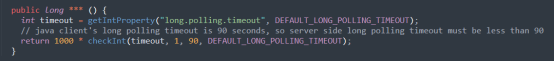 public long *** () {
int timeout = getIntProperty("long.polling.timeout", DEFAULT_LONG_POLLING_TIMEOUT);
// java client's long polling timeout is 90 seconds, so server side long polling timeout must be less than 90
return 1000 * checkInt(timeout, 1, 90, DEFAULT_LONG_POLLING_TIMEOUT);
}